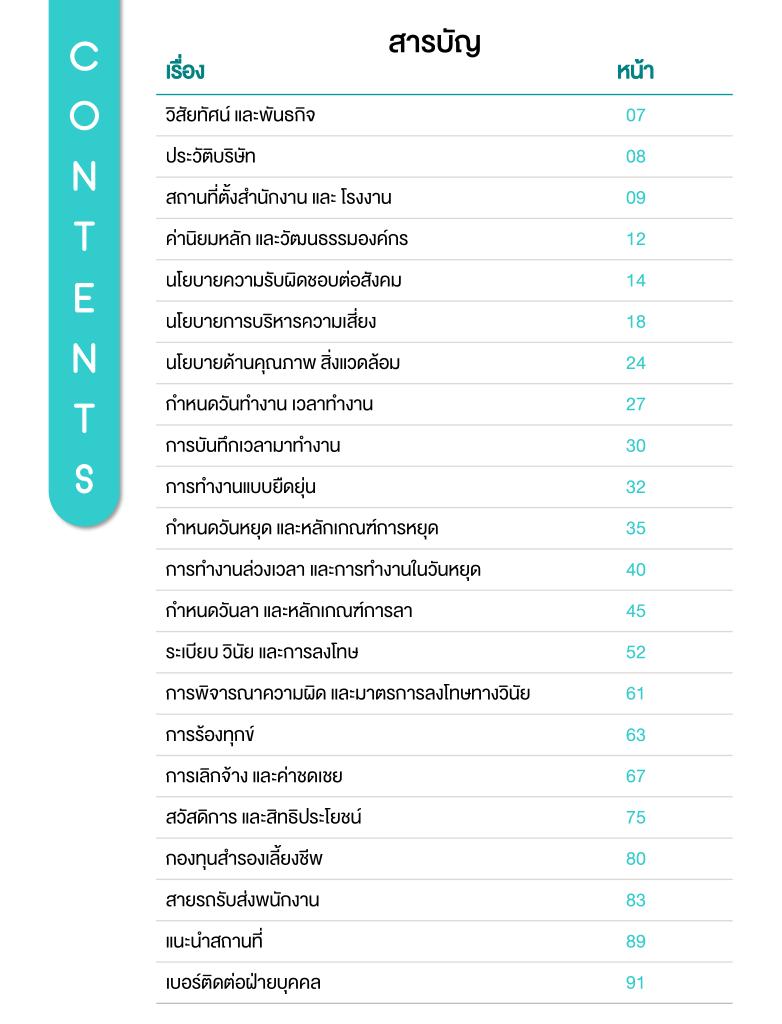 CONTENTS
สารบัญ
เรื่อง หน้า
วิสัยทัศน์ และพันธกิจ 07
ประวัติบริษัท 08
สถานที่ตั้งสำนักงาน และ โรงงาน 09
ค่านิยมหลัก และวัฒนธรรมองค์กร 12
นโยบายความรับผิดชอบต่อสังคม 14
นโยบายการบริหารความเสี่ยง 18
นโยบายด้านคุณภาพ สิ่งแวดล้อม 24
กำหนดวันทำงาน เวลาทำงาน 27
การบันทึกเวลามาทำงาน 30
การทำงานแบบยืดยุ่น 32
กำหนดวันหยุด และหลักเกณฑ์การหยุด 35
การทำงานล่วงเวลา และการทำงานในวันหยุด 40
กำหนดวันลา และหลักเกณฑ์การลา 45
ระเบียบ วินัย และการลงโทษ 52
การพิจารณาความผิด และมาตรการลงโทษทางวินัย 61
การร้องทุกข์ 63
การเลิกจ้าง และค่าชดเชย 67
สวัสดิการ และสิทธิประโยชน์ 75
กองทุนสำรองเลี้ยงชีพ 80
สายรถรับส่งพนักงาน 83
แนะนำสถานที่ 89
เบอร์ติดต่อฝ่ายบุคคล 91